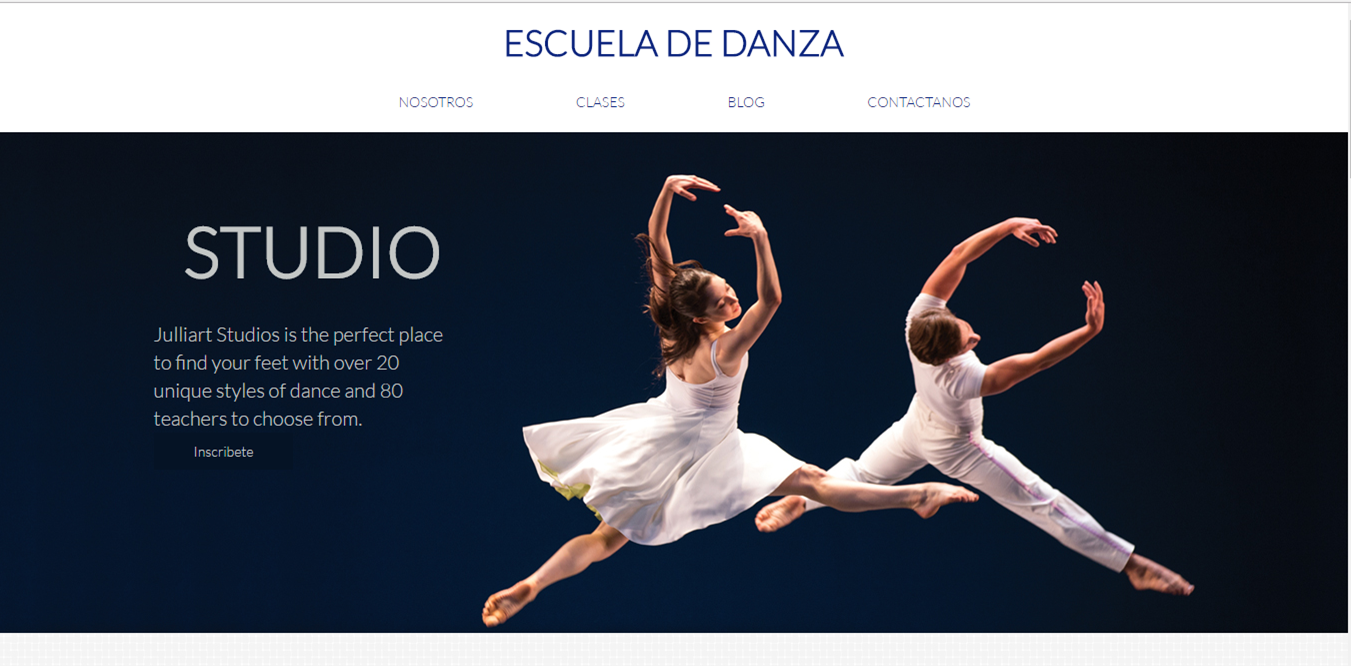 ESCUELA DE DANZA
NOSOTROS CLASES BLOG CONTACTANOS
STUDIO
Julliart Studios is the perfect place
to find your feet with over 20
unique styles of dance and 80
teachers to choose from.
Inscribete